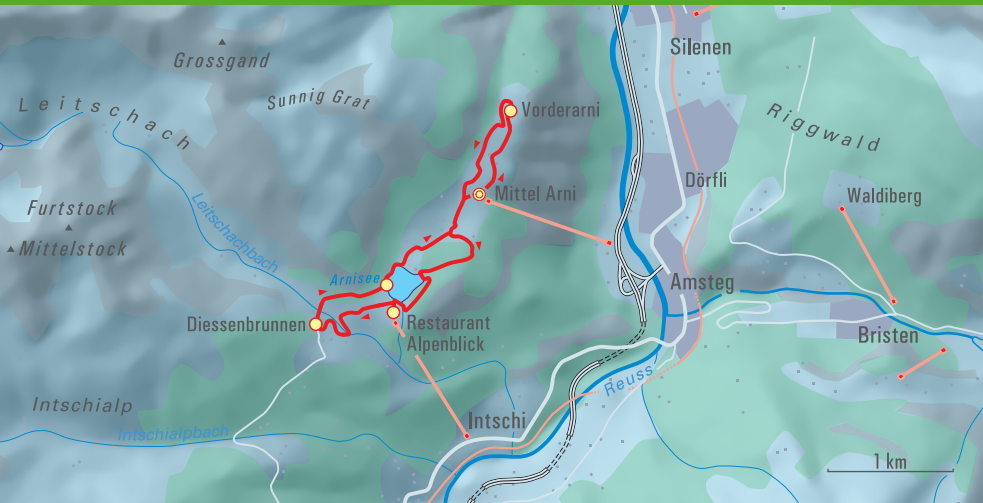 Silenen
Grossgand
Sunnig Grat
Leitschach
Vorderarni
Riggwald
Dörfli
Mittel Arni
Waldiberg
Furtstock
Mittelstock
Leitschachbach
Arnisee
Amsteg
Diessenbrunnen
Restaurant
Alpenblick
Bristen
Reuss
Intschialp
Intschi
Intschialpbach
1 km